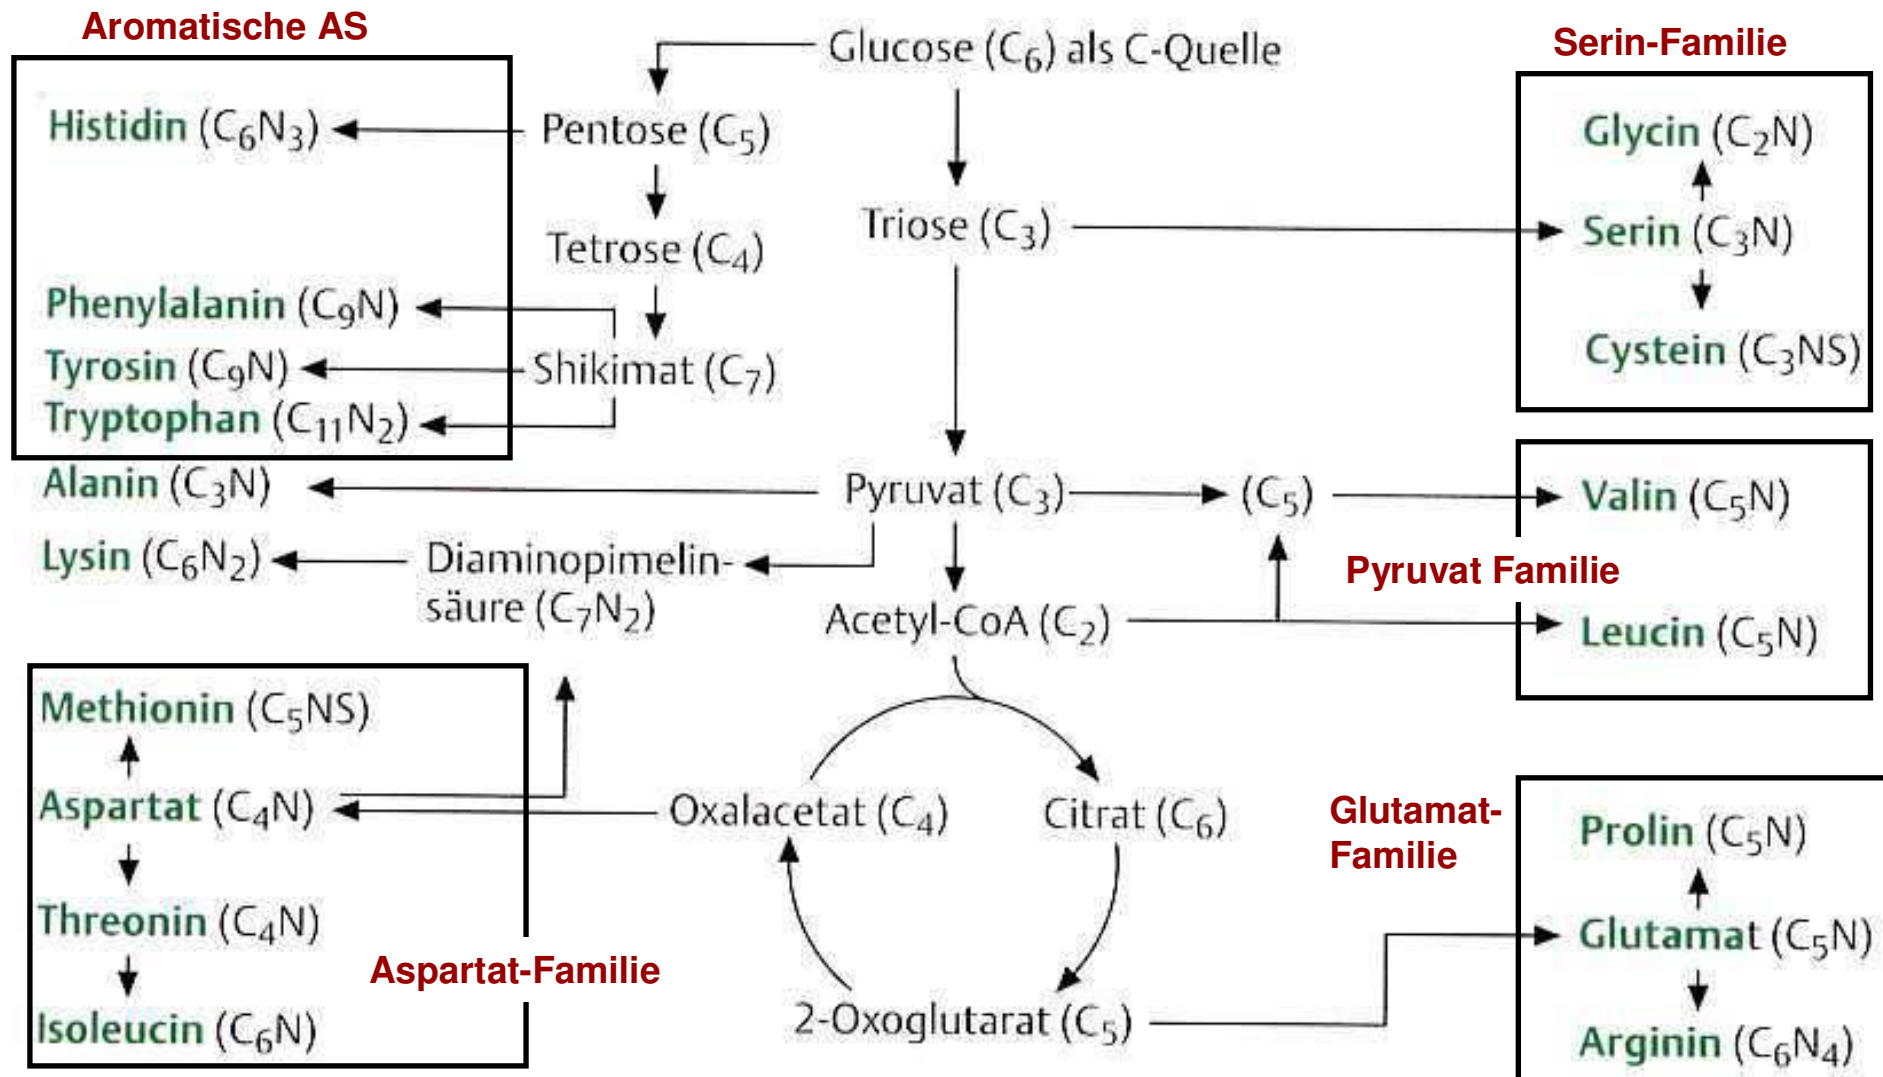 Aromatische AS
Glucose (C6) als C-Quelle
Serin-Familie
Histidin (C6N3)
Pentose (C5)
Glycin (C2N)
Tetrose (C4)
Triose (C3)
Serin (C3N)
Phenylalanin (C9N)
Tyrosin (C9N)
Shikimat (C7)
Cystein (C3NS)
Tryptophan (C11N2)
Alanin (C3N)
Pyruvat (C3)
(C5)
Valin (C5N)
Lysin (C6N2)
Diaminopimelin-
säure (C7N2)
Pyruvat Familie
Acetyl-CoA (C2)
Leucin (C5N)
Methionin (C5NS)
Aspartat (C4N)
Oxalacetat (C4)
Citrat (C6)
Glutamat-
Familie
Prolin (C5N)
Threonin (C4N)
Glutamat (C5N)
Aspartat-Familie
Isoleucin (C6N)
2-Oxoglutarat (C5)
Arginin (C6N4)